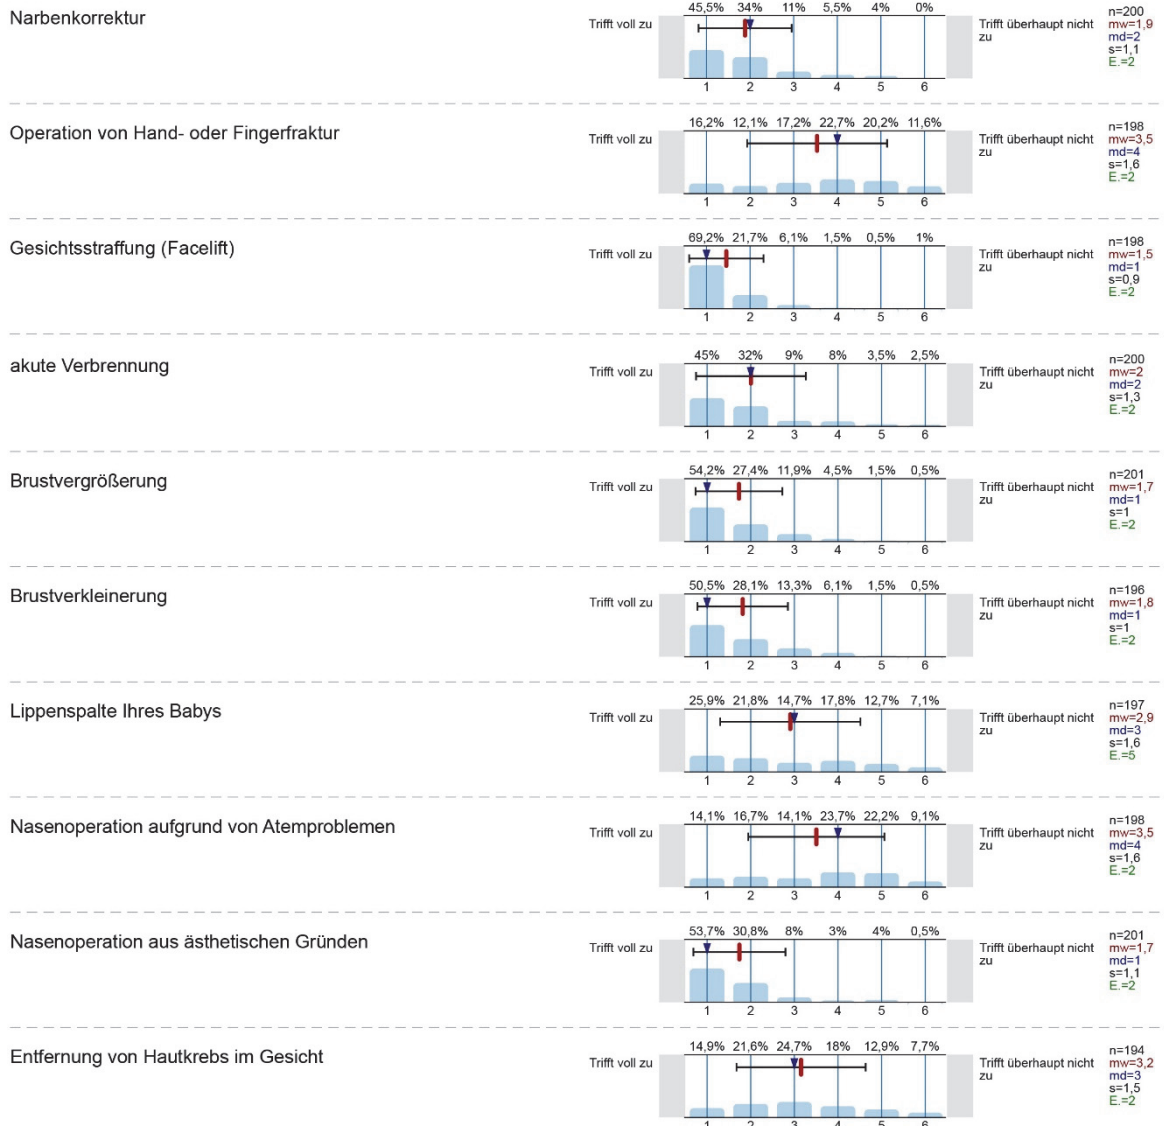 Narbenkorrektur
Trifft voll zu
45,5% 34% 11% 5,5% 4% 0%
1 2 3 4 5 6
Trifft überhaupt nicht
zu
n=200
mw=1,9
md=2
s=1,1
E.=2
Operation von Hand- oder Fingerfraktur
Trifft voll zu
16,2% 12,1% 17,2% 22,7% 20,2% 11,6%
1 2 3 4 5 6
Trifft überhaupt nicht
zu
n=198
mw=3,5
md=4
s=1,6
E.=2
Gesichtsstraffung (Facelift)
Trifft voll zu
69,2% 21,7% 6,1% 1,5% 0,5% 1%
1 2 3 4 5 6
Trifft überhaupt nicht
zu
n=198
mw=1,5
md=1
s=0,9
E.=2
akute Verbrennung
Trifft voll zu
45% 32% 9% 8% 3,5% 2,5%
1 2 3 4 5 6
Trifft überhaupt nicht
zu
n=200
mw=2
md=2
s=1,3
E.=2
Brustvergrößerung
Trifft voll zu
54,2% 27,4% 11,9% 4,5% 1,5% 0,5%
1 2 3 4 5 6
Trifft überhaupt nicht
zu
n=201
mw=1,7
md=1
s=1
E.=2
Brustverkleinerung
Trifft voll zu
50,5% 28,1% 13,3% 6,1% 1,5% 0,5%
1 2 3 4 5 6
Trifft überhaupt nicht
zu
n=196
mw=1,8
md=1
s=1
E.=2
Lippenspalte Ihres Babys
Trifft voll zu
25,9% 21,8% 14,7% 17,8% 12,7% 7,1%
1 2 3 4 5 6
Trifft überhaupt nicht
zu
n=197
mw=2,9
md=3
s=1,6
E.=5
Nasenoperation aufgrund von Atemproblemen
Trifft voll zu
14,1% 16,7% 14,1% 23,7% 22,2% 9,1%
1 2 3 4 5 6
Trifft überhaupt nicht
zu
n=198
mw=3,5
md=4
s=1,6
E.=2
Nasenoperation aus ästhetischen Gründen
Trifft voll zu
53,7% 30,8% 8% 3% 4% 0,5%
1 2 3 4 5 6
Trifft überhaupt nicht
zu
n=201
mw=1,7
md=1
s=1,1
E.=2
Entfernung von Hautkrebs im Gesicht
Trifft voll zu
14,9% 21,6% 24,7% 18% 12,9% 7,7%
1 2 3 4 5 6
Trifft überhaupt nicht
zu
n=194
mw=3,2
md=3
s=1,5
E.=2